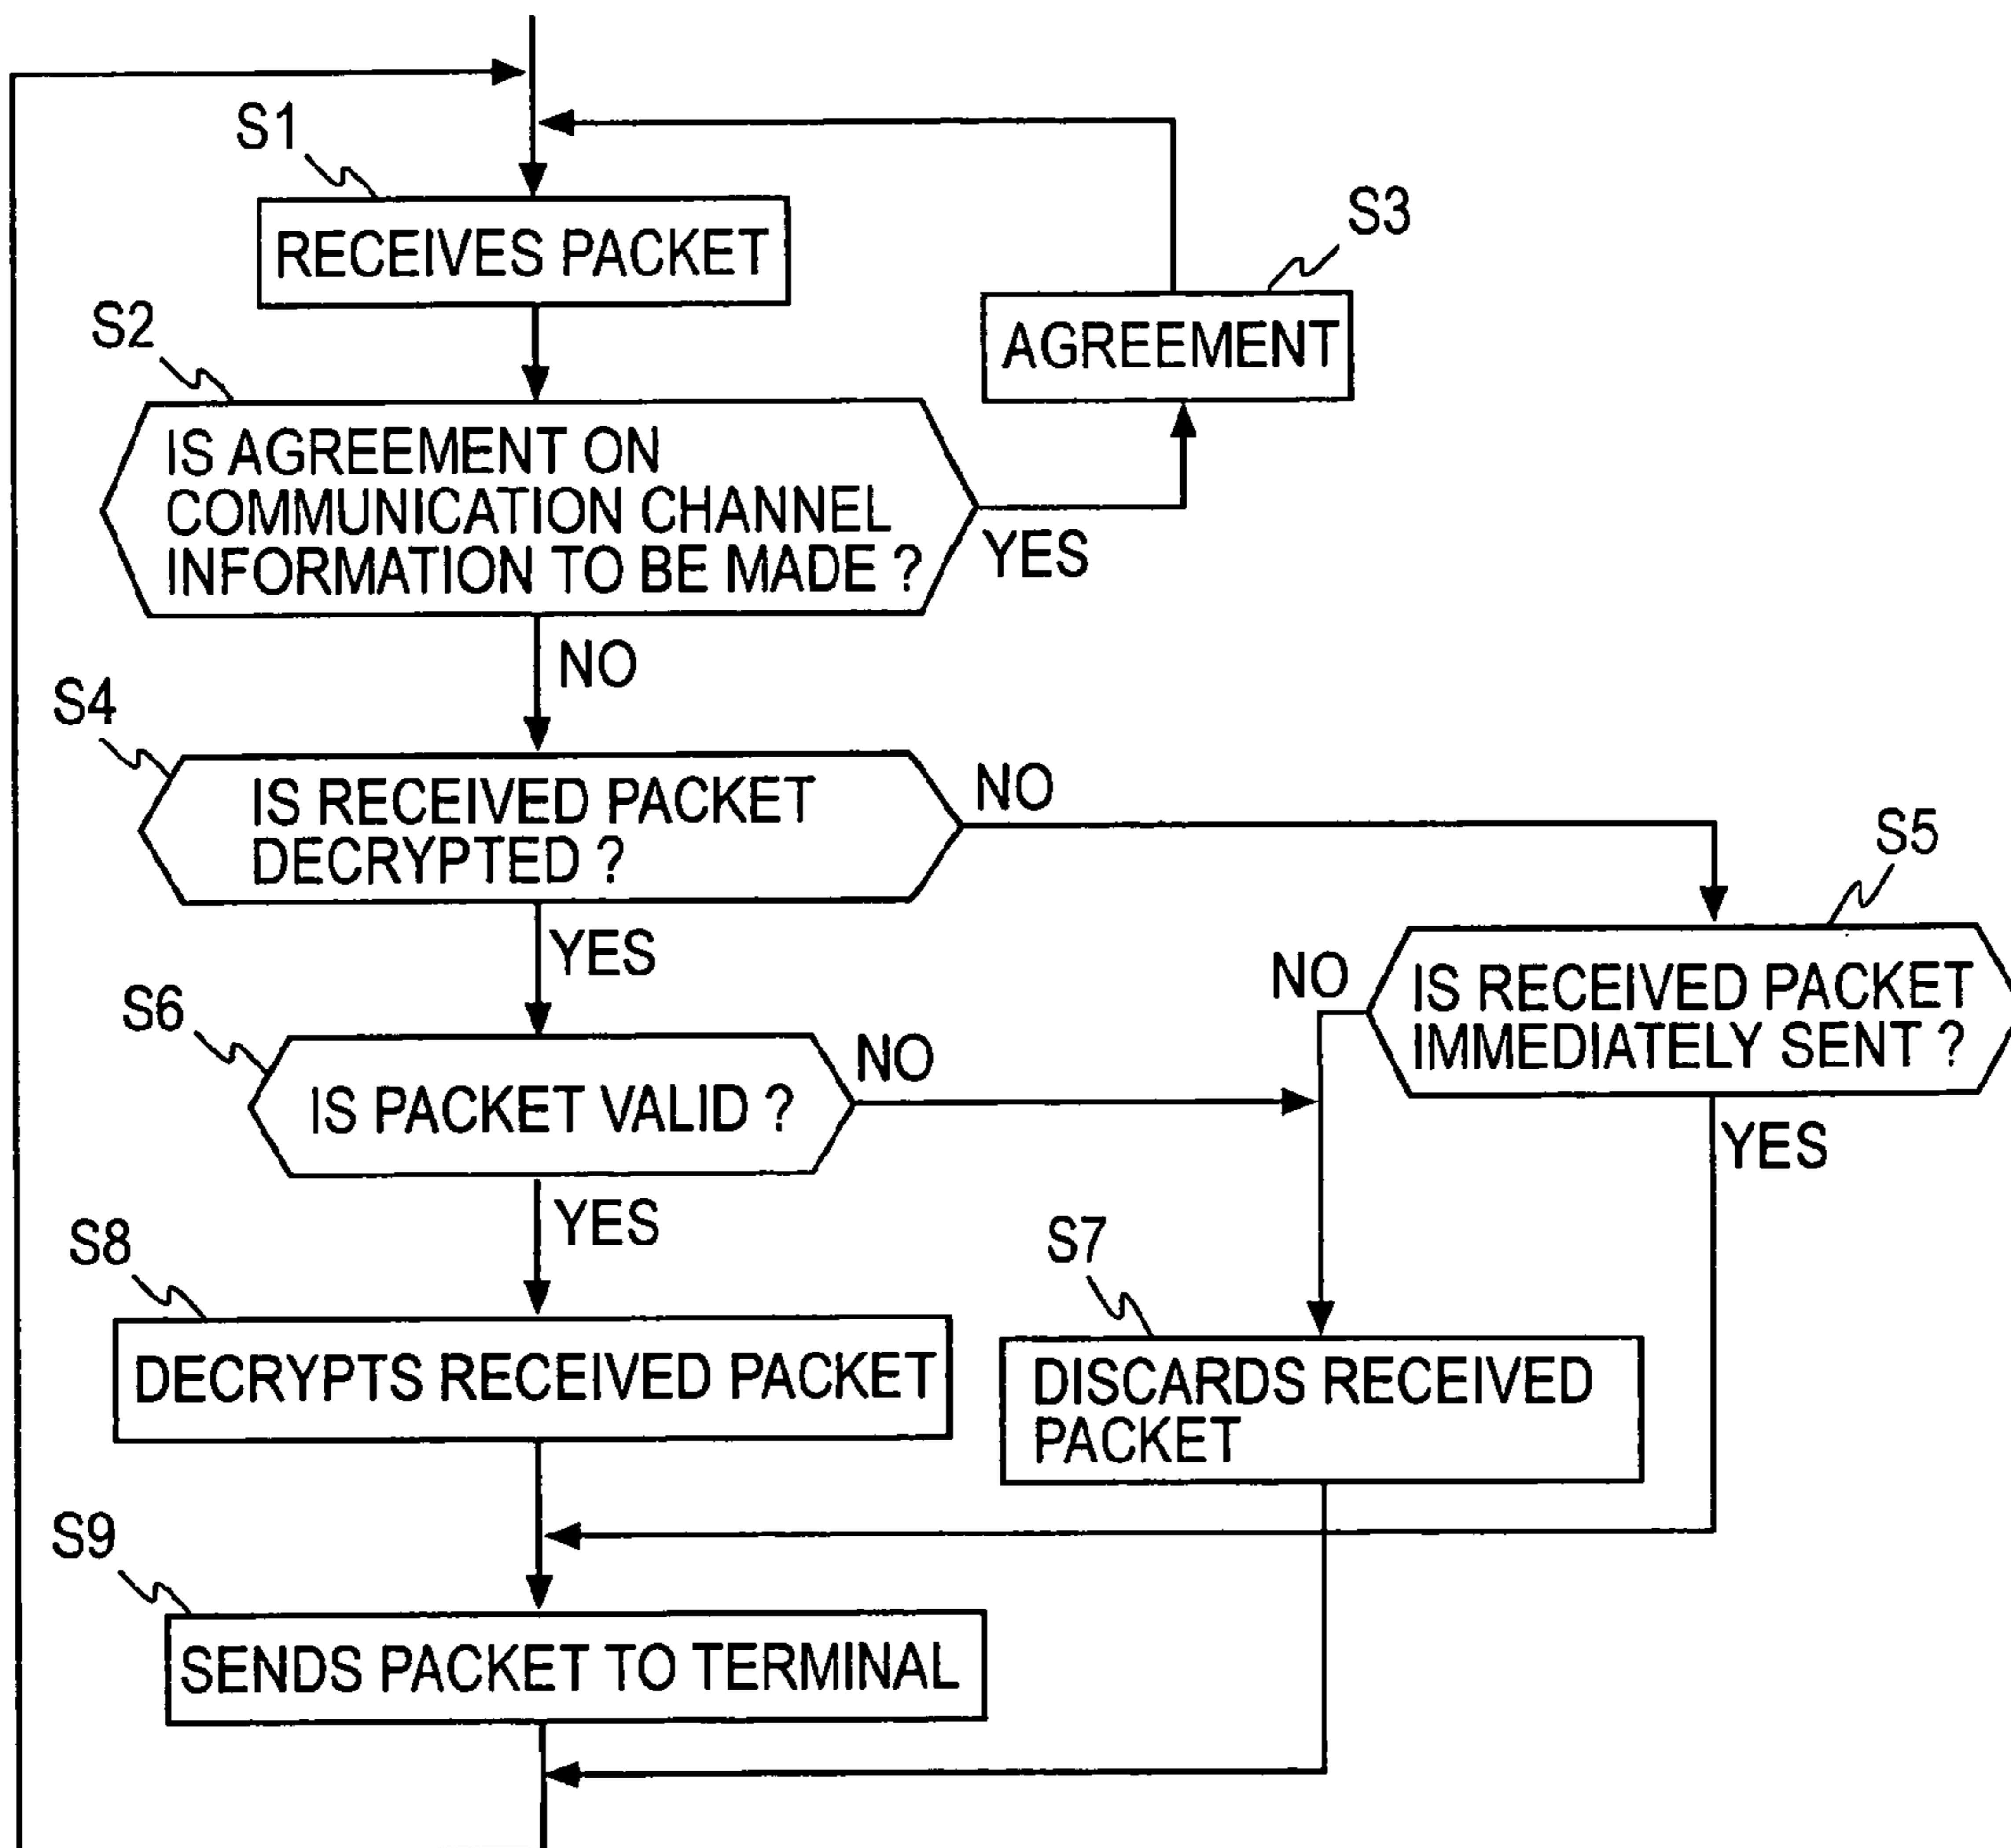 S1
RECEIVES PACKET
S3
AGREEMENT
S2
IS AGREEMENT ON
COMMUNICATION CHANNEL
INFORMATION TO BE MADE ?
YES
NO
S4
IS RECEIVED PACKET
DECRYPTED ?
NO
YES
S5
IS RECEIVED PACKET
IMMEDIATELY SENT ?
NO
YES
S6
IS PACKET VALID ?
NO
YES
S8
DECRYPTS RECEIVED PACKET
S7
DISCARDS RECEIVED
PACKET
S9
SENDS PACKET TO TERMINAL